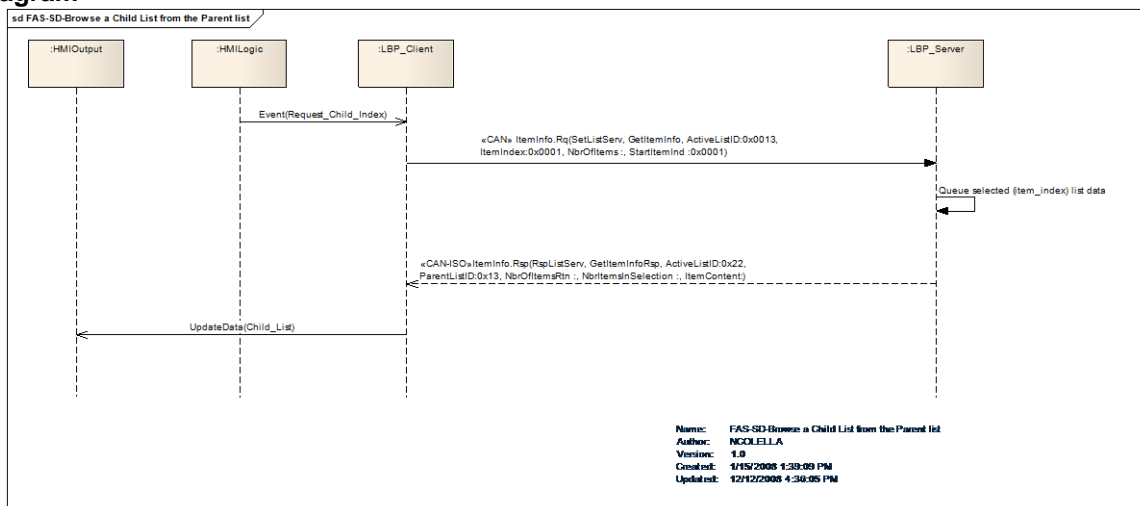 agram
sd FAS-SD-Browse a Child List from the Parent list
:HMIOutput
:HMILogic
:LBP_Client
:LBP_Server
Event(Request_Child_Index)
«CAN» ItemInfo.Rq(SetListServ, GetItemInfo, ActiveListID:0x0013,
ItemIndex:0x0001, NbrOfItems :, StartItemInd :0x0001)
Queue selected (item_index) list data
«CAN-ISO»ItemInfo.Rsp(RspListServ, GetItemInfoRsp, ActiveListID:0x22,
ParentListID:0x13, NbrOfItemsRtn :, NbrItemsInSelection :, ItemContent:)
UpdateData(Child_List)
Name: FAS-SD-Browse a Child List from the Parent list
Author: NCOLELLA
Version: 1.0
Created: 1/15/2008 1:39:09 PM
Updated: 12/12/2008 4:36:05 PM